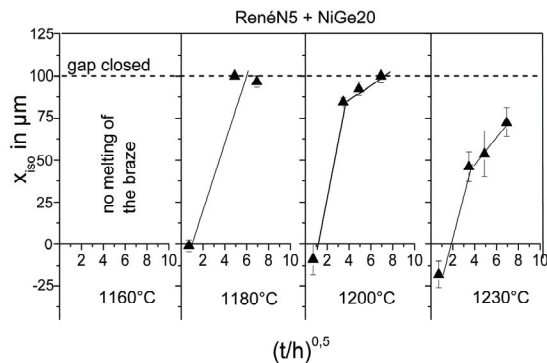 RenéN5 + NiGe20
125
100
75
50
25
0
-25
x_iso in µm
gap closed
no melting of
the braze
2 4 6 8 10 2 4 6 8 10 2 4 6 8 10 2 4 6 8 10
1160°C 1180°C 1200°C 1230°C
(t/h)^0,5